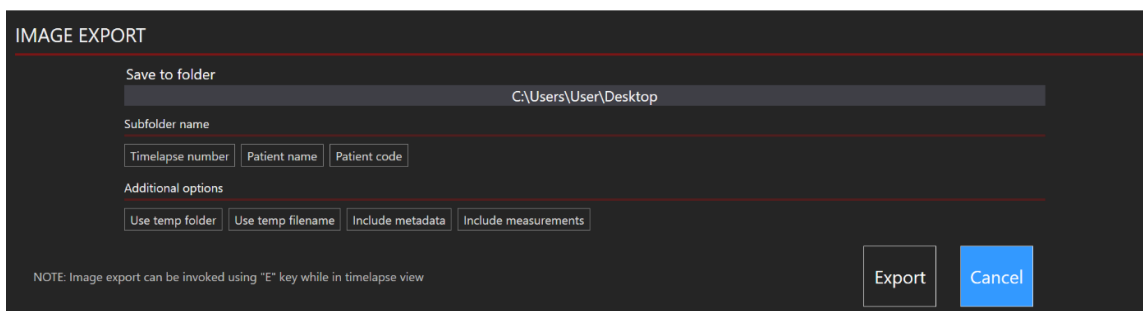 IMAGE EXPORT
Save to folder
C:\Users\User\Desktop
Subfolder name
Timelapse number Patient name Patient code
Additional options
Use temp folder Use temp filename Include metadata Include measurements
NOTE: Image export can be invoked using "E" key while in timelapse view
Export Cancel